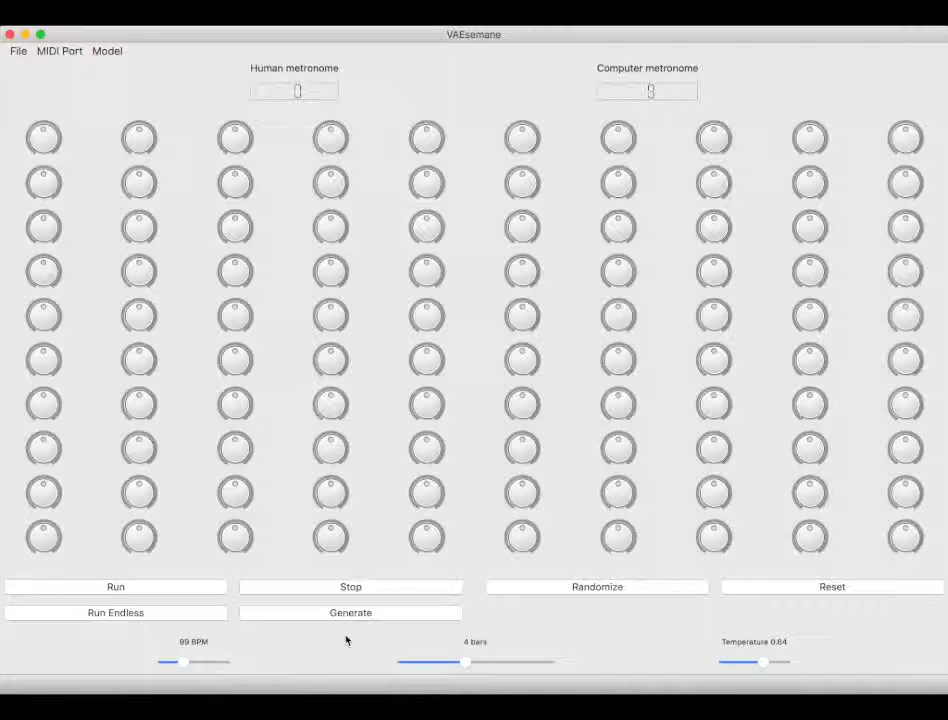 VAEsemane
File MIDI Port Model
Human metronome
Computer metronome
0
Run
Stop
Randomize
Reset
Run Endless
Generate
99 BPM
4 bars
Temperature 0.64